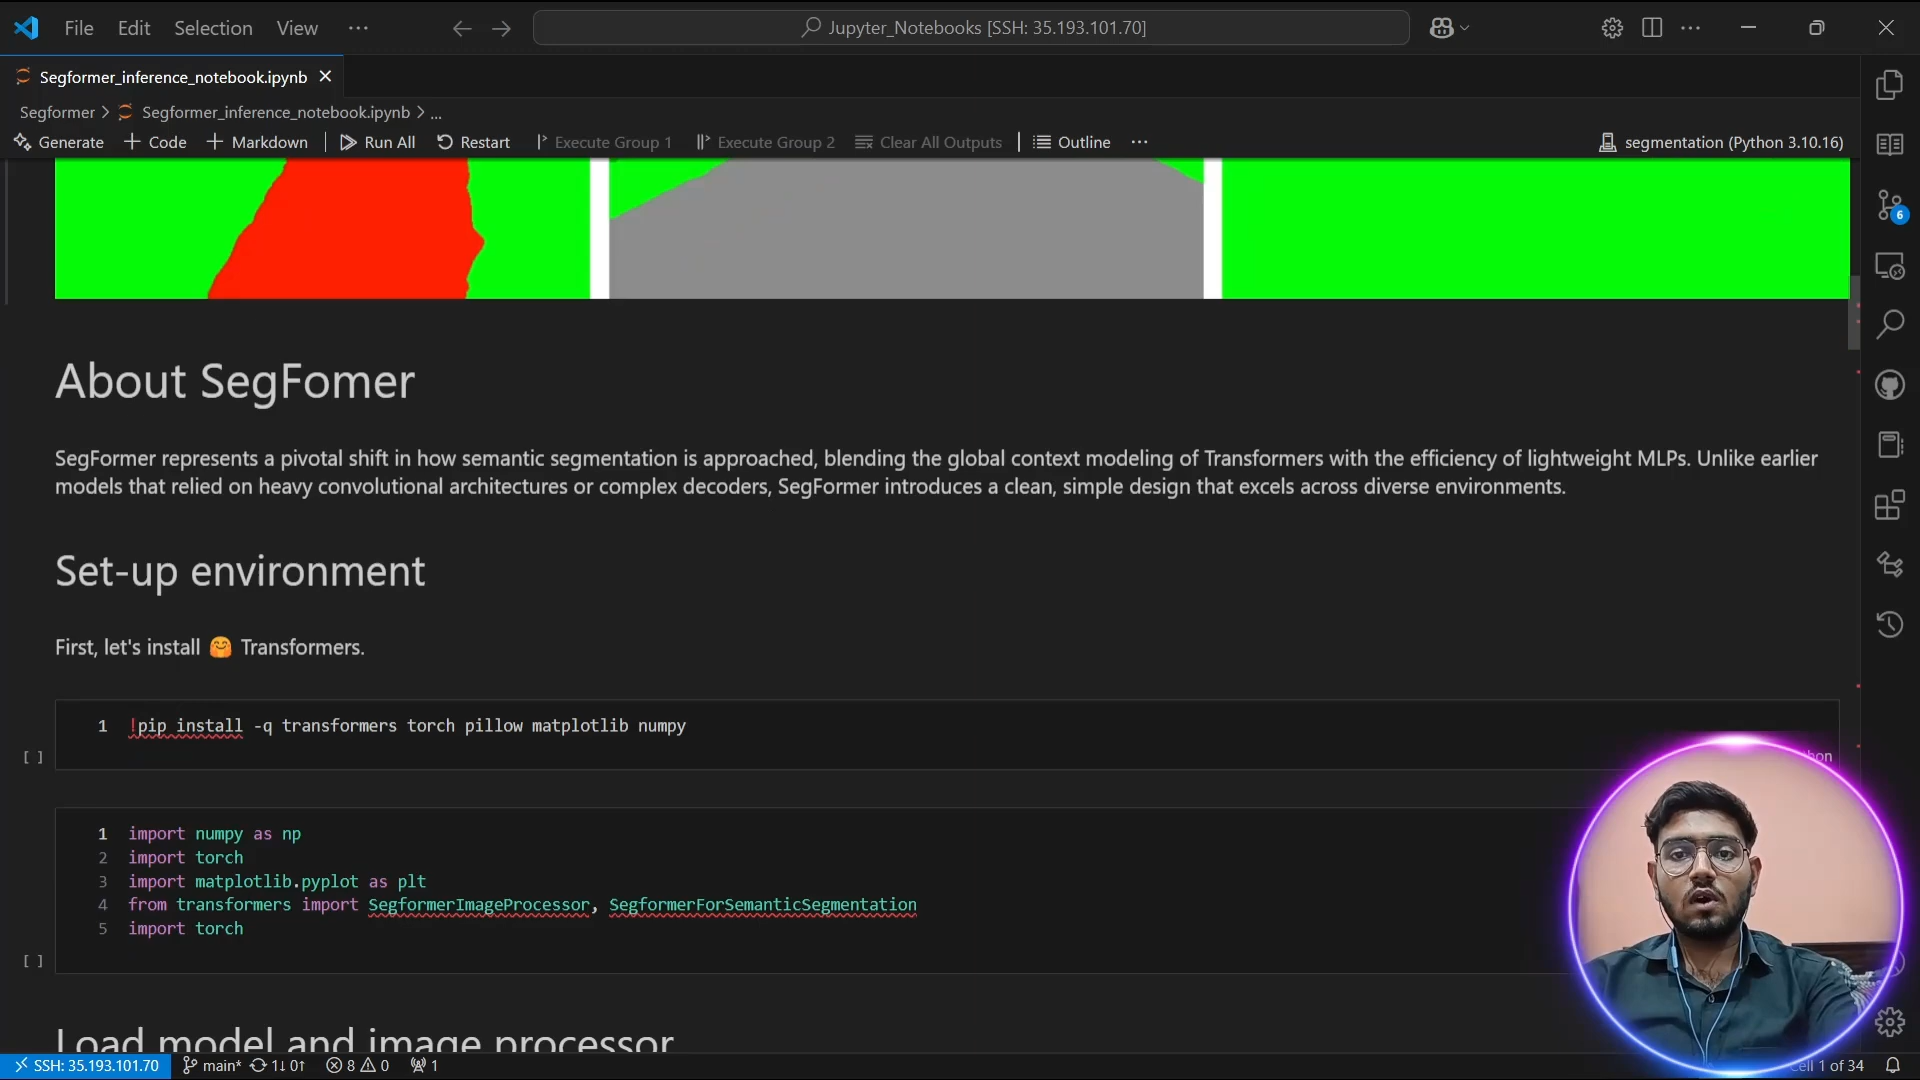 File Edit Selection View ...
Jupyter_Notebooks [SSH: 35.193.101.70]
Segformer_inference_notebook.ipynb
Segformer > Segformer_inference_notebook.ipynb > ...
Generate + Code + Markdown | Run All Restart Execute Group 1 Execute Group 2 Clear All Outputs | Outline ... segmentation (Python 3.10.16)
6
About SegFomer
SegFormer represents a pivotal shift in how semantic segmentation is approached, blending the global context modeling of Transformers with the efficiency of lightweight MLPs. Unlike earlier
models that relied on heavy convolutional architectures or complex decoders, SegFormer introduces a clean, simple design that excels across diverse environments.
Set-up environment
First, let's install 🤗 Transformers.
1 !pip install -q transformers torch pillow matplotlib numpy
[ ]
1 import numpy as np
2 import torch
3 import matplotlib.pyplot as plt
4 from transformers import SegformerImageProcessor, SegformerForSemanticSegmentation
5 import torch
[ ]
Load model and image processor
SSH: 35.193.101.70 main* 1↓ 0↑ 8 0 1 Cell 1 of 34